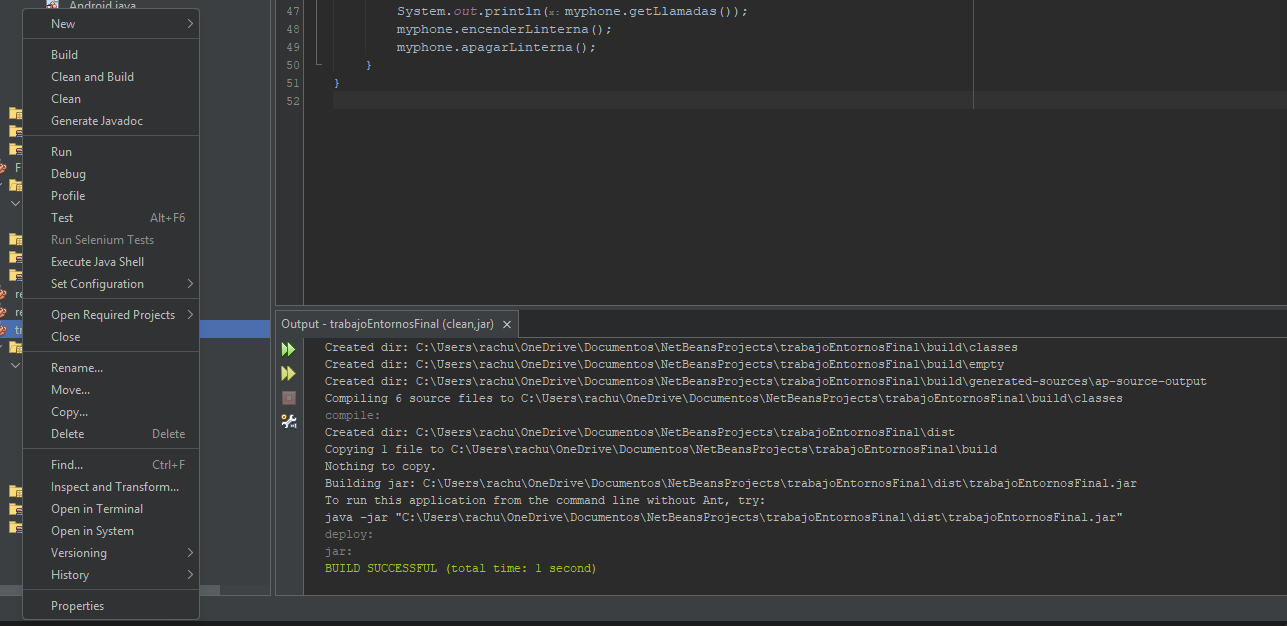 Android.java
New
Build
Clean and Build
Clean
Generate Javadoc
Run
Debug
Profile
Test Alt+F6
Run Selenium Tests
Execute Java Shell
Set Configuration
Open Required Projects
Close
Rename...
Move...
Copy...
Delete Delete
Find... Ctrl+F
Inspect and Transform...
Open in Terminal
Open in System
Versioning
History
Properties
F
re
re
tr
47 System.out.println(x: myphone.getLlamadas());
48 myphone.encenderLinterna();
49 myphone.apagarLinterna();
50 }
51 }
52
Output - trabajoEntornosFinal (clean,jar) ×
Created dir: C:\Users\rachu\OneDrive\Documentos\NetBeansProjects\trabajoEntornosFinal\build\classes
Created dir: C:\Users\rachu\OneDrive\Documentos\NetBeansProjects\trabajoEntornosFinal\build\empty
Created dir: C:\Users\rachu\OneDrive\Documentos\NetBeansProjects\trabajoEntornosFinal\build\generated-sources\ap-source-output
Compiling 6 source files to C:\Users\rachu\OneDrive\Documentos\NetBeansProjects\trabajoEntornosFinal\build\classes
compile:
Created dir: C:\Users\rachu\OneDrive\Documentos\NetBeansProjects\trabajoEntornosFinal\dist
Copying 1 file to C:\Users\rachu\OneDrive\Documentos\NetBeansProjects\trabajoEntornosFinal\build
Nothing to copy.
Building jar: C:\Users\rachu\OneDrive\Documentos\NetBeansProjects\trabajoEntornosFinal\dist\trabajoEntornosFinal.jar
To run this application from the command line without Ant, try:
java -jar "C:\Users\rachu\OneDrive\Documentos\NetBeansProjects\trabajoEntornosFinal\dist\trabajoEntornosFinal.jar"
deploy:
jar:
BUILD SUCCESSFUL (total time: 1 second)